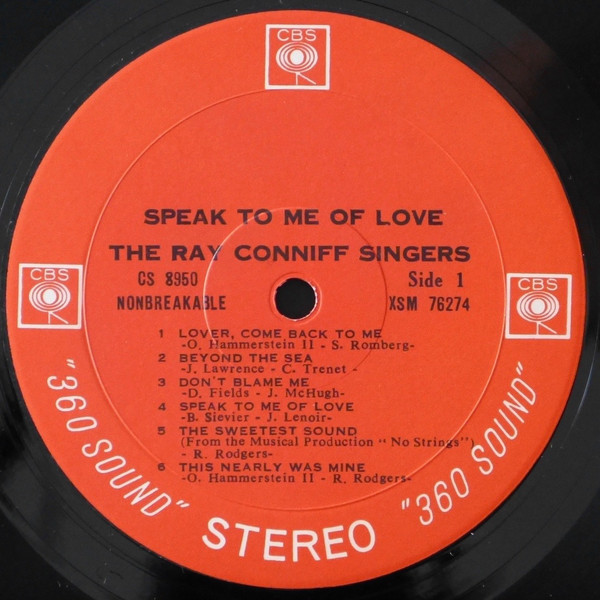 CBS
SPEAK TO ME OF LOVE
THE RAY CONNIFF SINGERS
CS 8950
NONBREAKABLE
Side 1
XSM 76274
CBS
CBS
1 LOVER, COME BACK TO ME
-O. Hammerstein II - S. Romberg-
2 BEYOND THE SEA
-J. Lawrence - C. Trenet -
3 DON'T BLAME ME
-D. Fields - J. McHugh-
4 SPEAK TO ME OF LOVE
-B. Sievier - J. Lenoir-
5 THE SWEETEST SOUND
(From the Musical Production "No Strings")
- R. Rodgers-
6 THIS NEARLY WAS MINE
-O. Hammerstein II - R. Rodgers-
"360 SOUND"
STEREO
"360 SOUND"